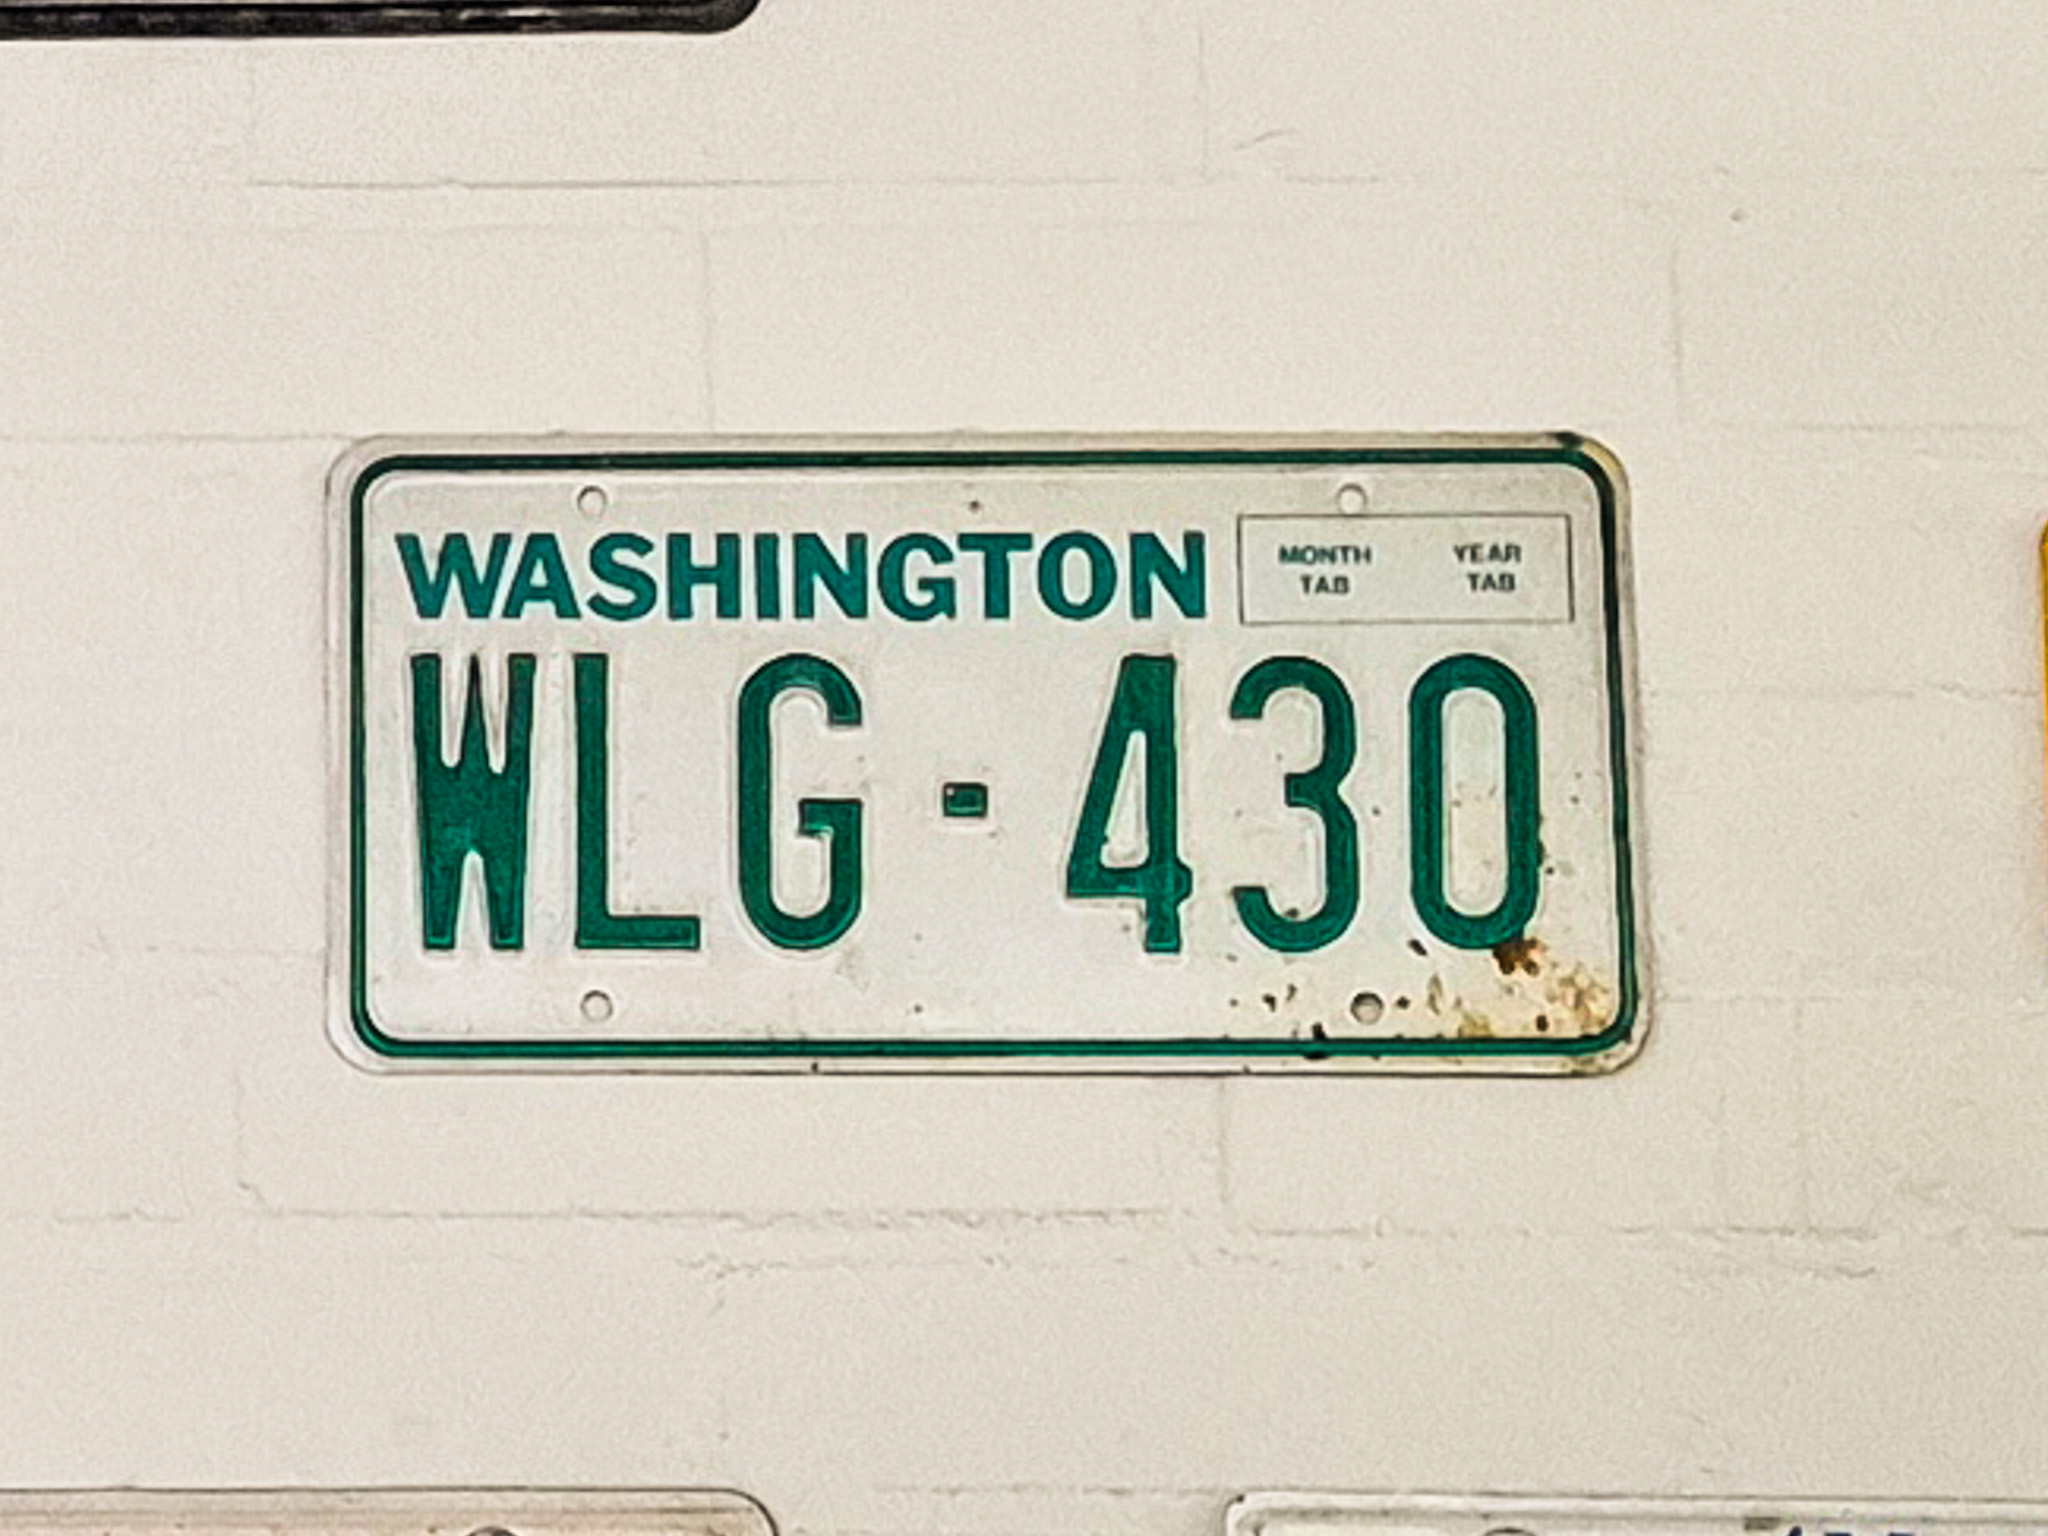 WASHINGTON
MONTH YEAR
TAB TAB
WLG-430